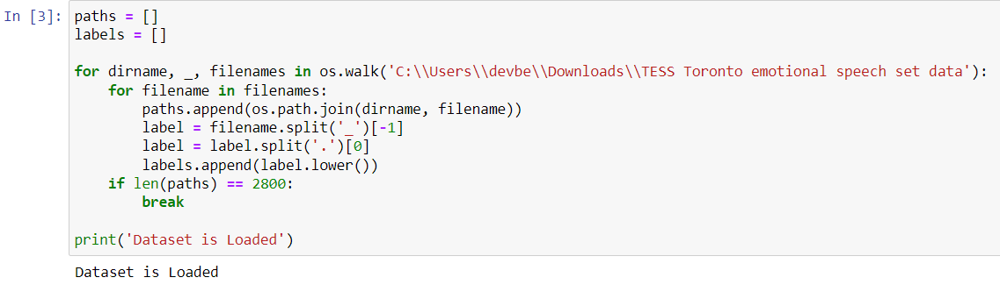 In [3]: paths = []
labels = []
for dirname, _, filenames in os.walk('C:\\Users\\devbe\\Downloads\\TESS Toronto emotional speech set data'):
    for filename in filenames:
        paths.append(os.path.join(dirname, filename))
        label = filename.split('_')[-1]
        label = label.split('.')[0]
        labels.append(label.lower())
    if len(paths) == 2800:
        break
print('Dataset is Loaded')
Dataset is Loaded